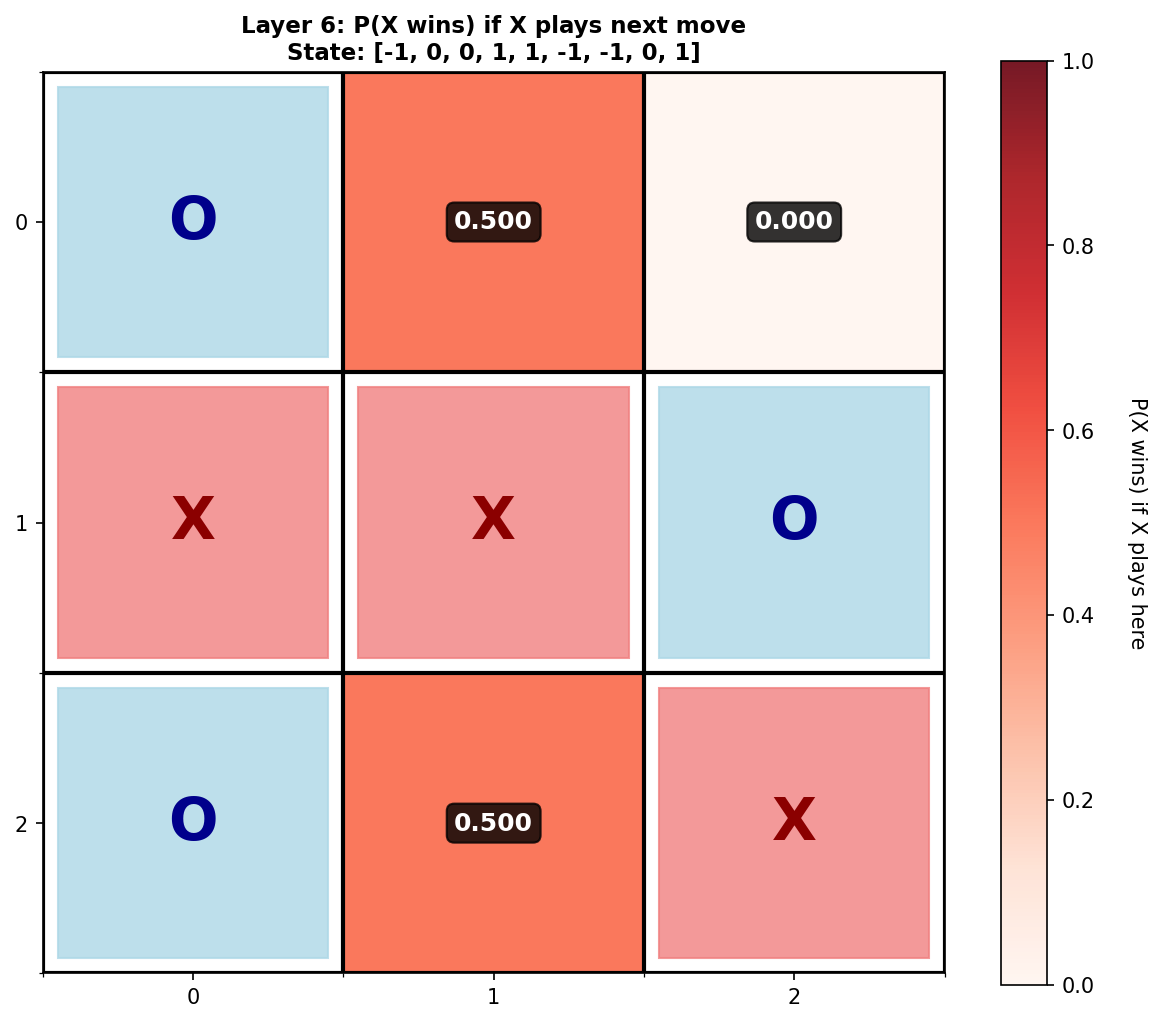 Layer 6: P(X wins) if X plays next move
State: [-1, 0, 0, 1, 1, -1, -1, 0, 1]
1.0
0.8
0.6
0.4
0.2
0.0
P(X wins) if X plays here
0
O
0.500
0.000
1
X
X
O
2
O
0.500
X
0
1
2